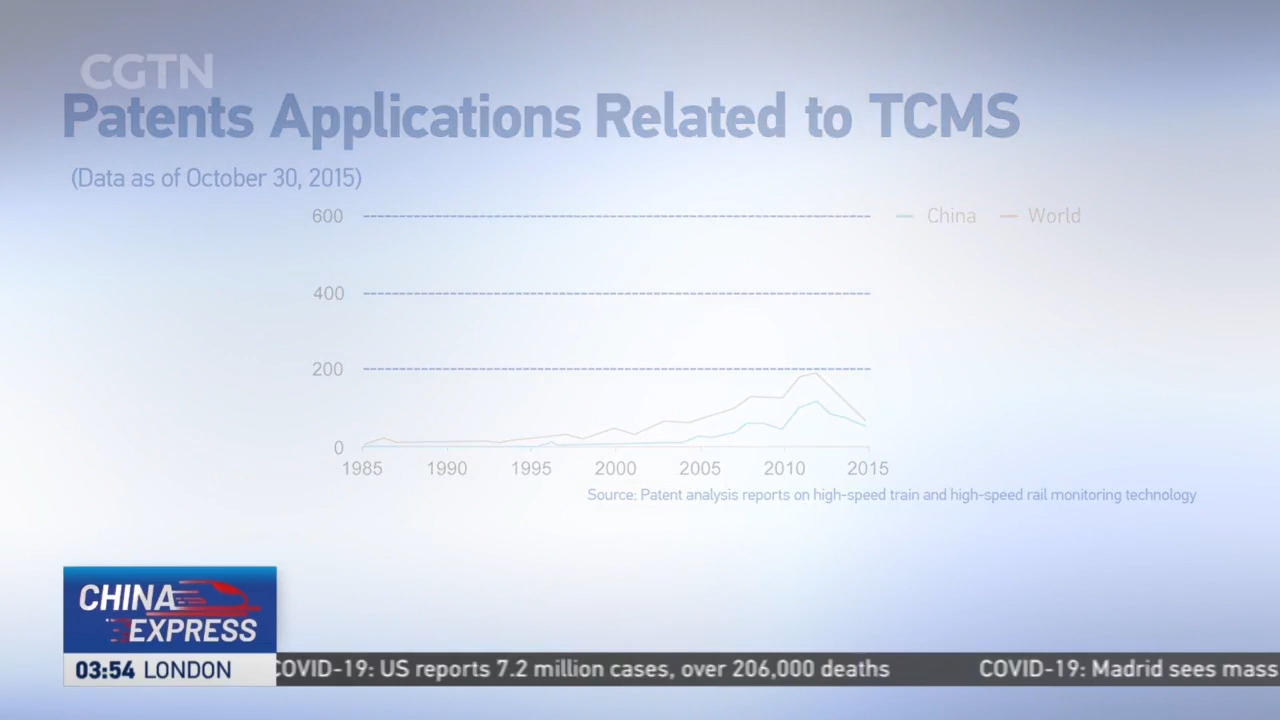 CGTN
Patents Applications Related to TCMS
(Data as of October 30, 2015)
600
China
World
400
200
0
1985 1990 1995 2000 2005 2010 2015
Source: Patent analysis reports on high-speed train and high-speed rail monitoring technology
CHINA
EXPRESS
03:54 LONDON
COVID-19: US reports 7.2 million cases, over 206,000 deaths COVID-19: Madrid sees mass